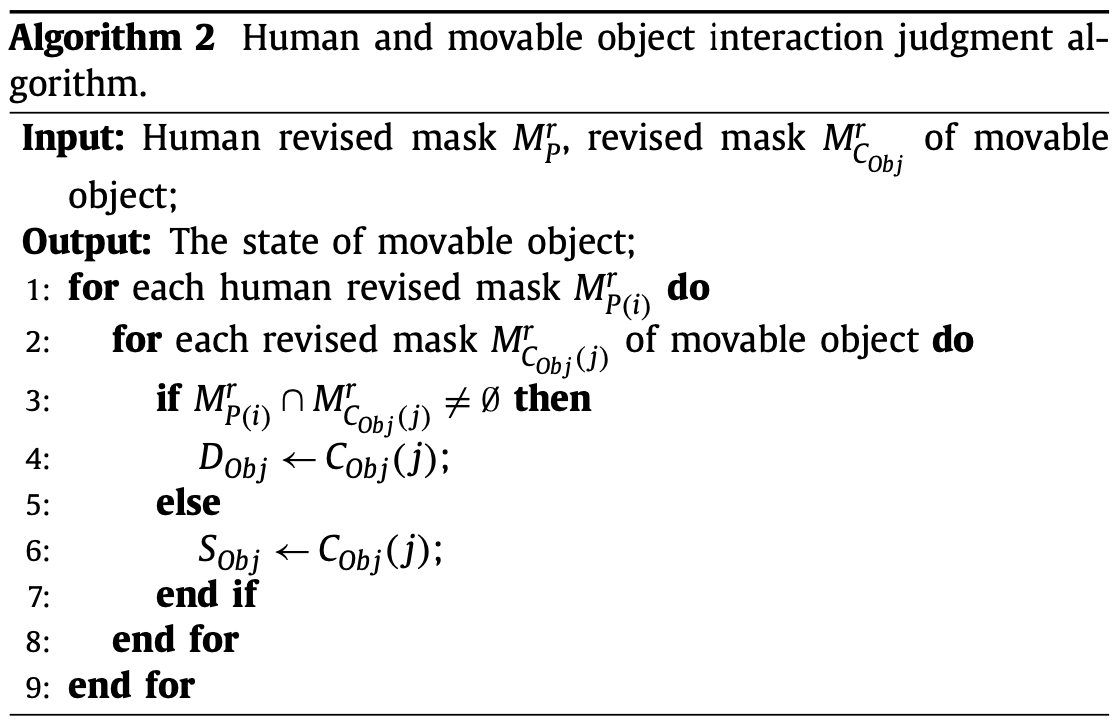 Algorithm 2 Human and movable object interaction judgment al-
gorithm.
Input: Human revised mask $M_P^r$, revised mask $M_{C_{Obj}}^r$ of movable
object;
Output: The state of movable object;
1: for each human revised mask $M_{P(i)}^r$ do
2: for each revised mask $M_{C_{Obj}(j)}^r$ of movable object do
3: if $M_{P(i)}^r \cap M_{C_{Obj}(j)}^r \neq \emptyset$ then
4: $D_{Obj} \leftarrow C_{Obj}(j)$;
5: else
6: $S_{Obj} \leftarrow C_{Obj}(j)$;
7: end if
8: end for
9: end for